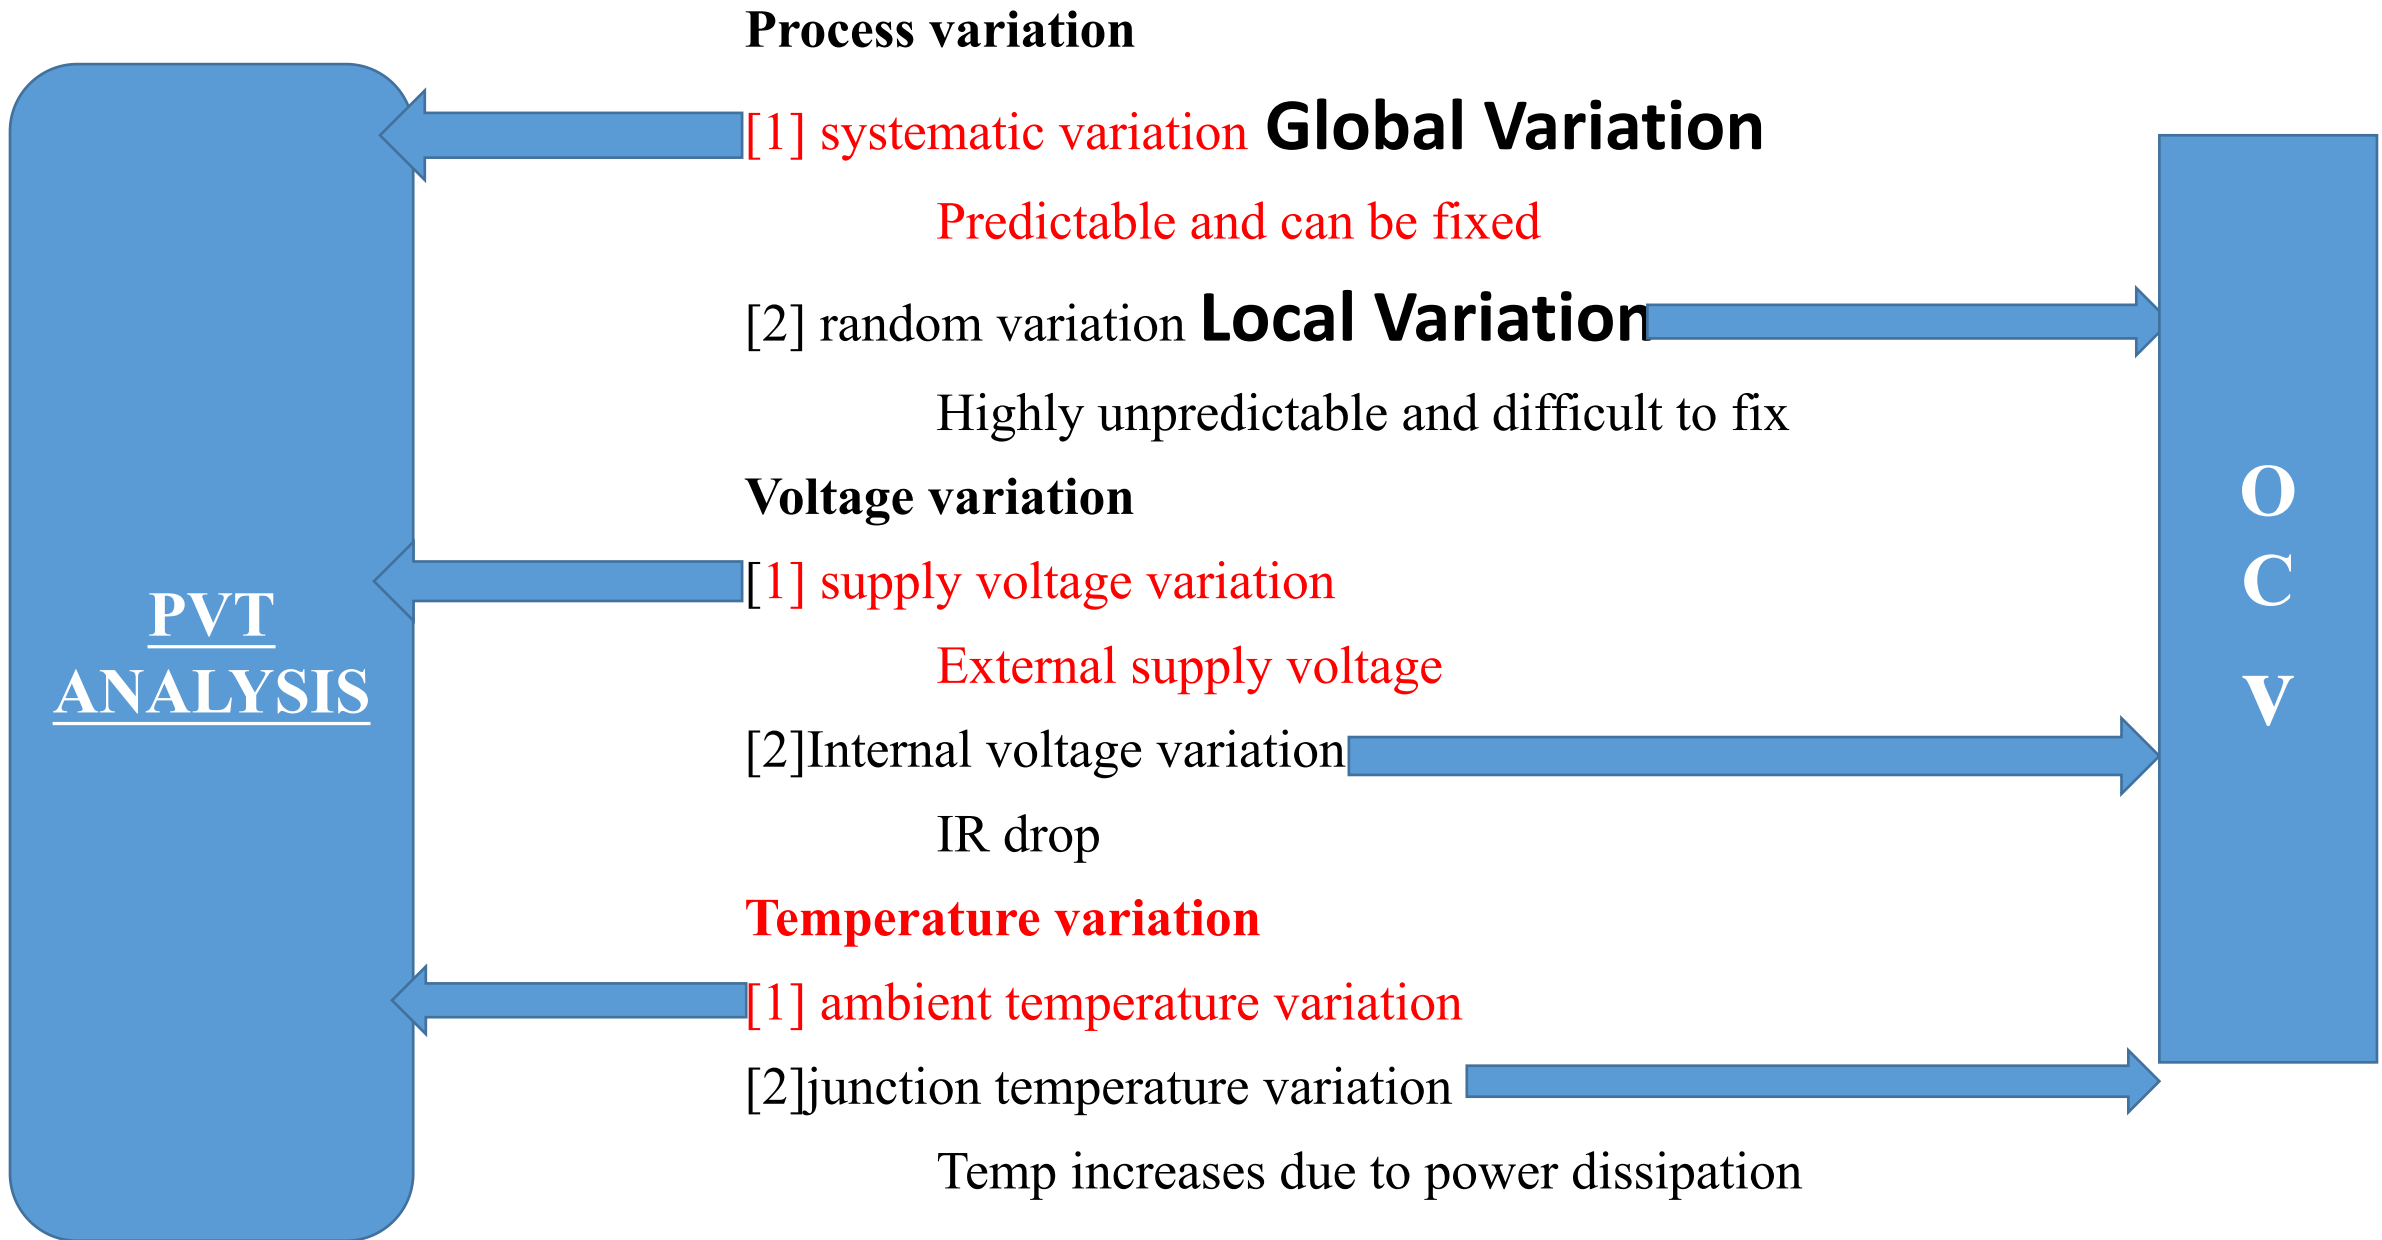 Process variation
[1] systematic variation Global Variation
Predictable and can be fixed
[2] random variation Local Variation
Highly unpredictable and difficult to fix
Voltage variation
[1] supply voltage variation
External supply voltage
[2]Internal voltage variation
IR drop
Temperature variation
[1] ambient temperature variation
[2]junction temperature variation
Temp increases due to power dissipation
PVT
ANALYSIS
O
C
v